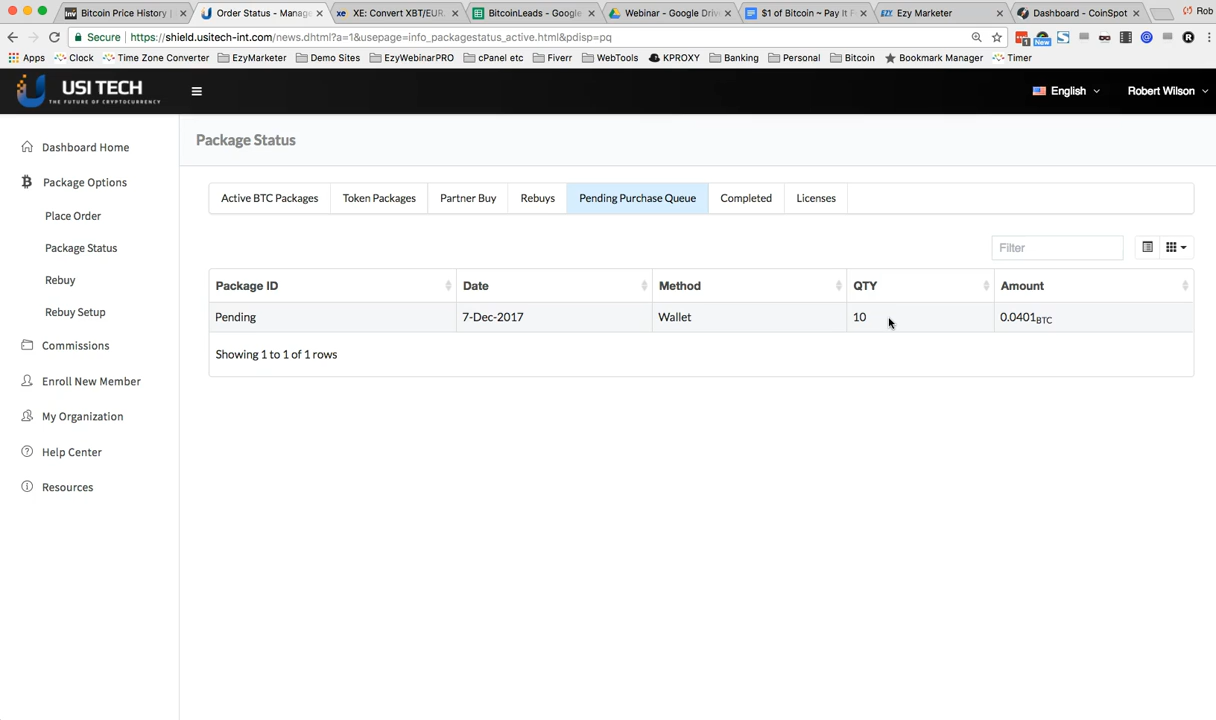 Bitcoin Price History
Order Status - Manage
XE: Convert XBT/EUR.
BitcoinLeads - Google
Webinar - Google Driv
$1 of Bitcoin ~ Pay It F
EZY Ezy Marketer
Dashboard - CoinSpot
Rob
Secure https://shield.usitech-int.com/news.dhtml?a=1&usepage=info_packagestatus_active.html&pdisp=pq
Apps Clock Time Zone Converter EzyMarketer Demo Sites EzyWebinarPRO cPanel etc Fiverr WebTools KPROXY Banking Personal Bitcoin Bookmark Manager Timer
USI TECH
THE FUTURE OF CRYPTOCURRENCY
English
Robert Wilson
Dashboard Home
Package Options
Place Order
Package Status
Rebuy
Rebuy Setup
Commissions
Enroll New Member
My Organization
Help Center
Resources
Package Status
Active BTC Packages Token Packages Partner Buy Rebuys Pending Purchase Queue Completed Licenses
Filter
Package ID Date Method QTY Amount
Pending 7-Dec-2017 Wallet 10 0.0401BTC
Showing 1 to 1 of 1 rows